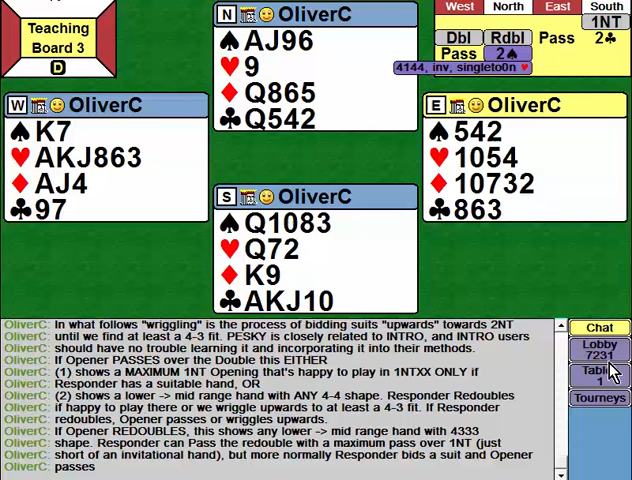 Teaching
Board 3
D
N OliverC
♠ AJ96
♥ 9
♦ Q865
♣ Q542
West North East South
1NT
Dbl Rdbl Pass 2♣
Pass 2♠
4144, inv, singleto0n ♥
W OliverC
♠ K7
♥ AKJ863
♦ AJ4
♣ 97
E OliverC
♠ 542
♥ 1054
♦ 10732
♣ 863
S OliverC
♠ Q1083
♥ Q72
♦ K9
♣ AKJ10
OliverC: In what follows "wriggling" is the process of bidding suits "upwards" towards 2NT
OliverC: until we find at least a 4-3 fit. PESKY is closely related to INTRO, and INTRO users
OliverC: should have no trouble learning it and incorporating it into their methods.
OliverC: If Opener PASSES over the Double this EITHER
OliverC: (1) shows a MAXIMUM 1NT Opening that's happy to play in 1NTXX ONLY if
Responder has a suitable hand, OR
OliverC: (2) shows a lower -> mid range hand with ANY 4-4 shape. Responder Redoubles
if happy to play there or we wriggle upwards to at least a 4-3 fit. If Responder
redoubles, Opener passes or wriggles upwards.
OliverC: If Opener REDOUBLES, this shows any lower -> mid range hand with 4333
shape. Responder can Pass the redouble with a maximum pass over 1NT (just
short of an invitational hand), but more normally Responder bids a suit and Opener
OliverC: passes
Chat
Lobby
7231
1
Tourneys